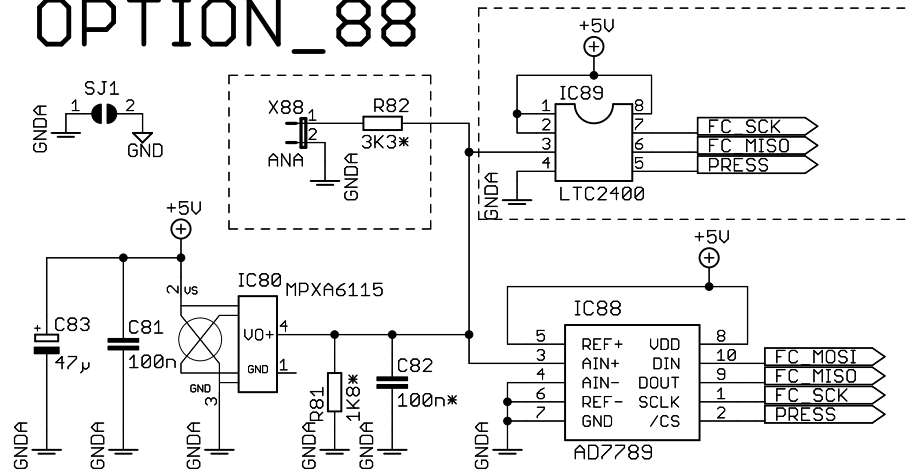 OPTION_88
+5V
SJ1
1 2
GNDA
GND
X88
1
2
ANA
R82
3K3*
GNDA
IC89
1
2
3
4
8
7
6
5
FC_SCK
FC_MISO
PRESS
GNDA
LTC2400
+5V
2
VS
IC80
MPXA6115
VO+
4
GND
1
GND
3
+
C83
47µ
C81
100n
R81
1K8*
C82
100n*
GNDA
GNDA
GNDA
GNDA
GNDA
GNDA
+5V
IC88
5 REF+ VDD 8
3 AIN+ DIN 10 FC_MOSI
4 AIN- DOUT 9 FC_MISO
6 REF- SCLK 1 FC_SCK
7 GND /CS 2 PRESS
AD7789